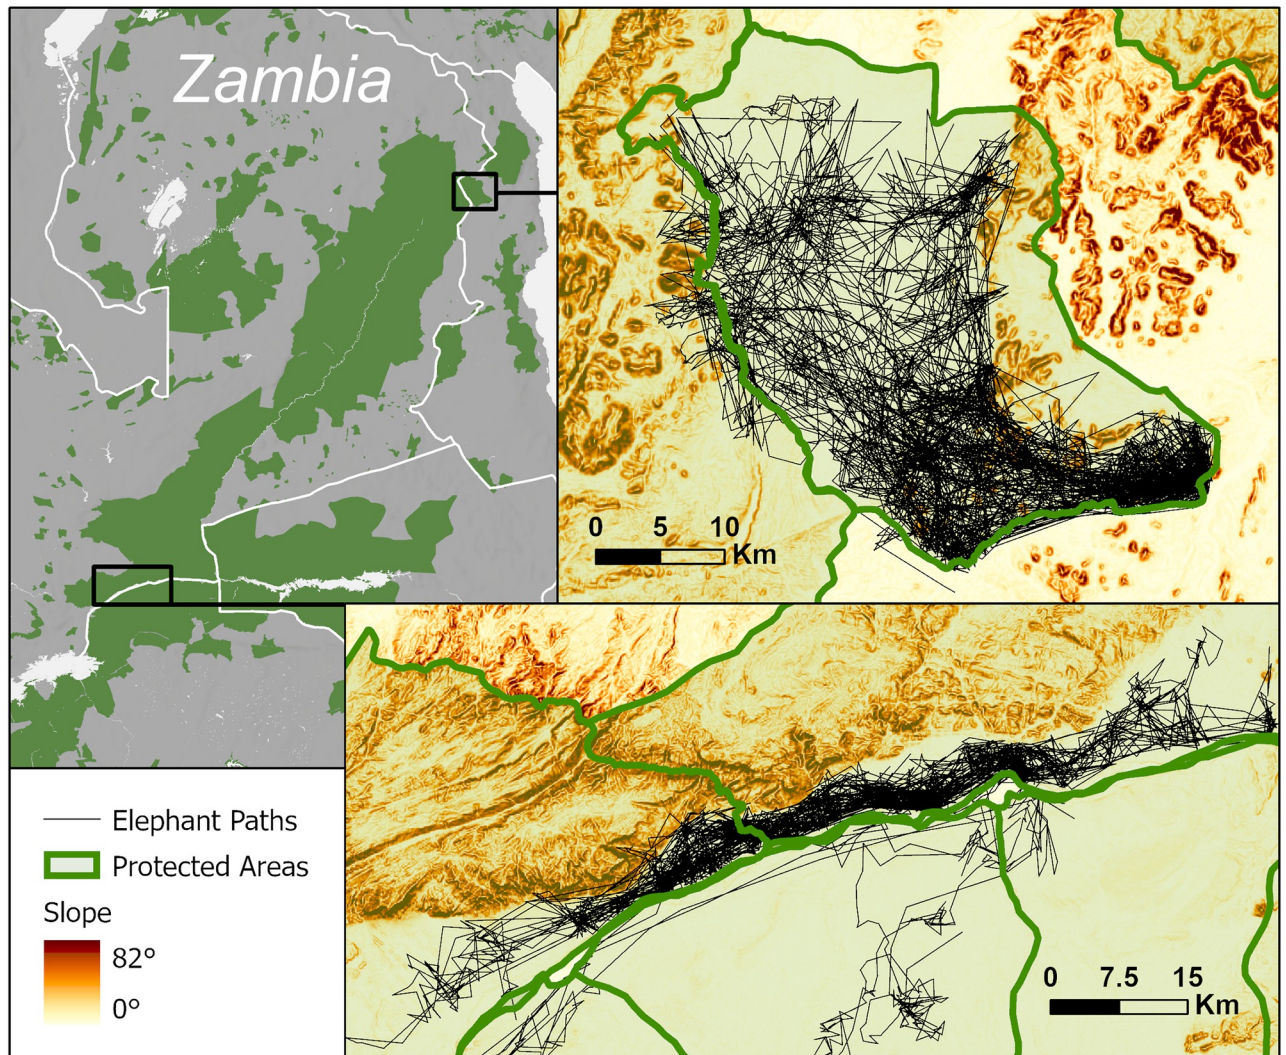 Zambia
0 5 10
Km
Elephant Paths
Protected Areas
Slope
82°
0°
0 7.5 15
Km